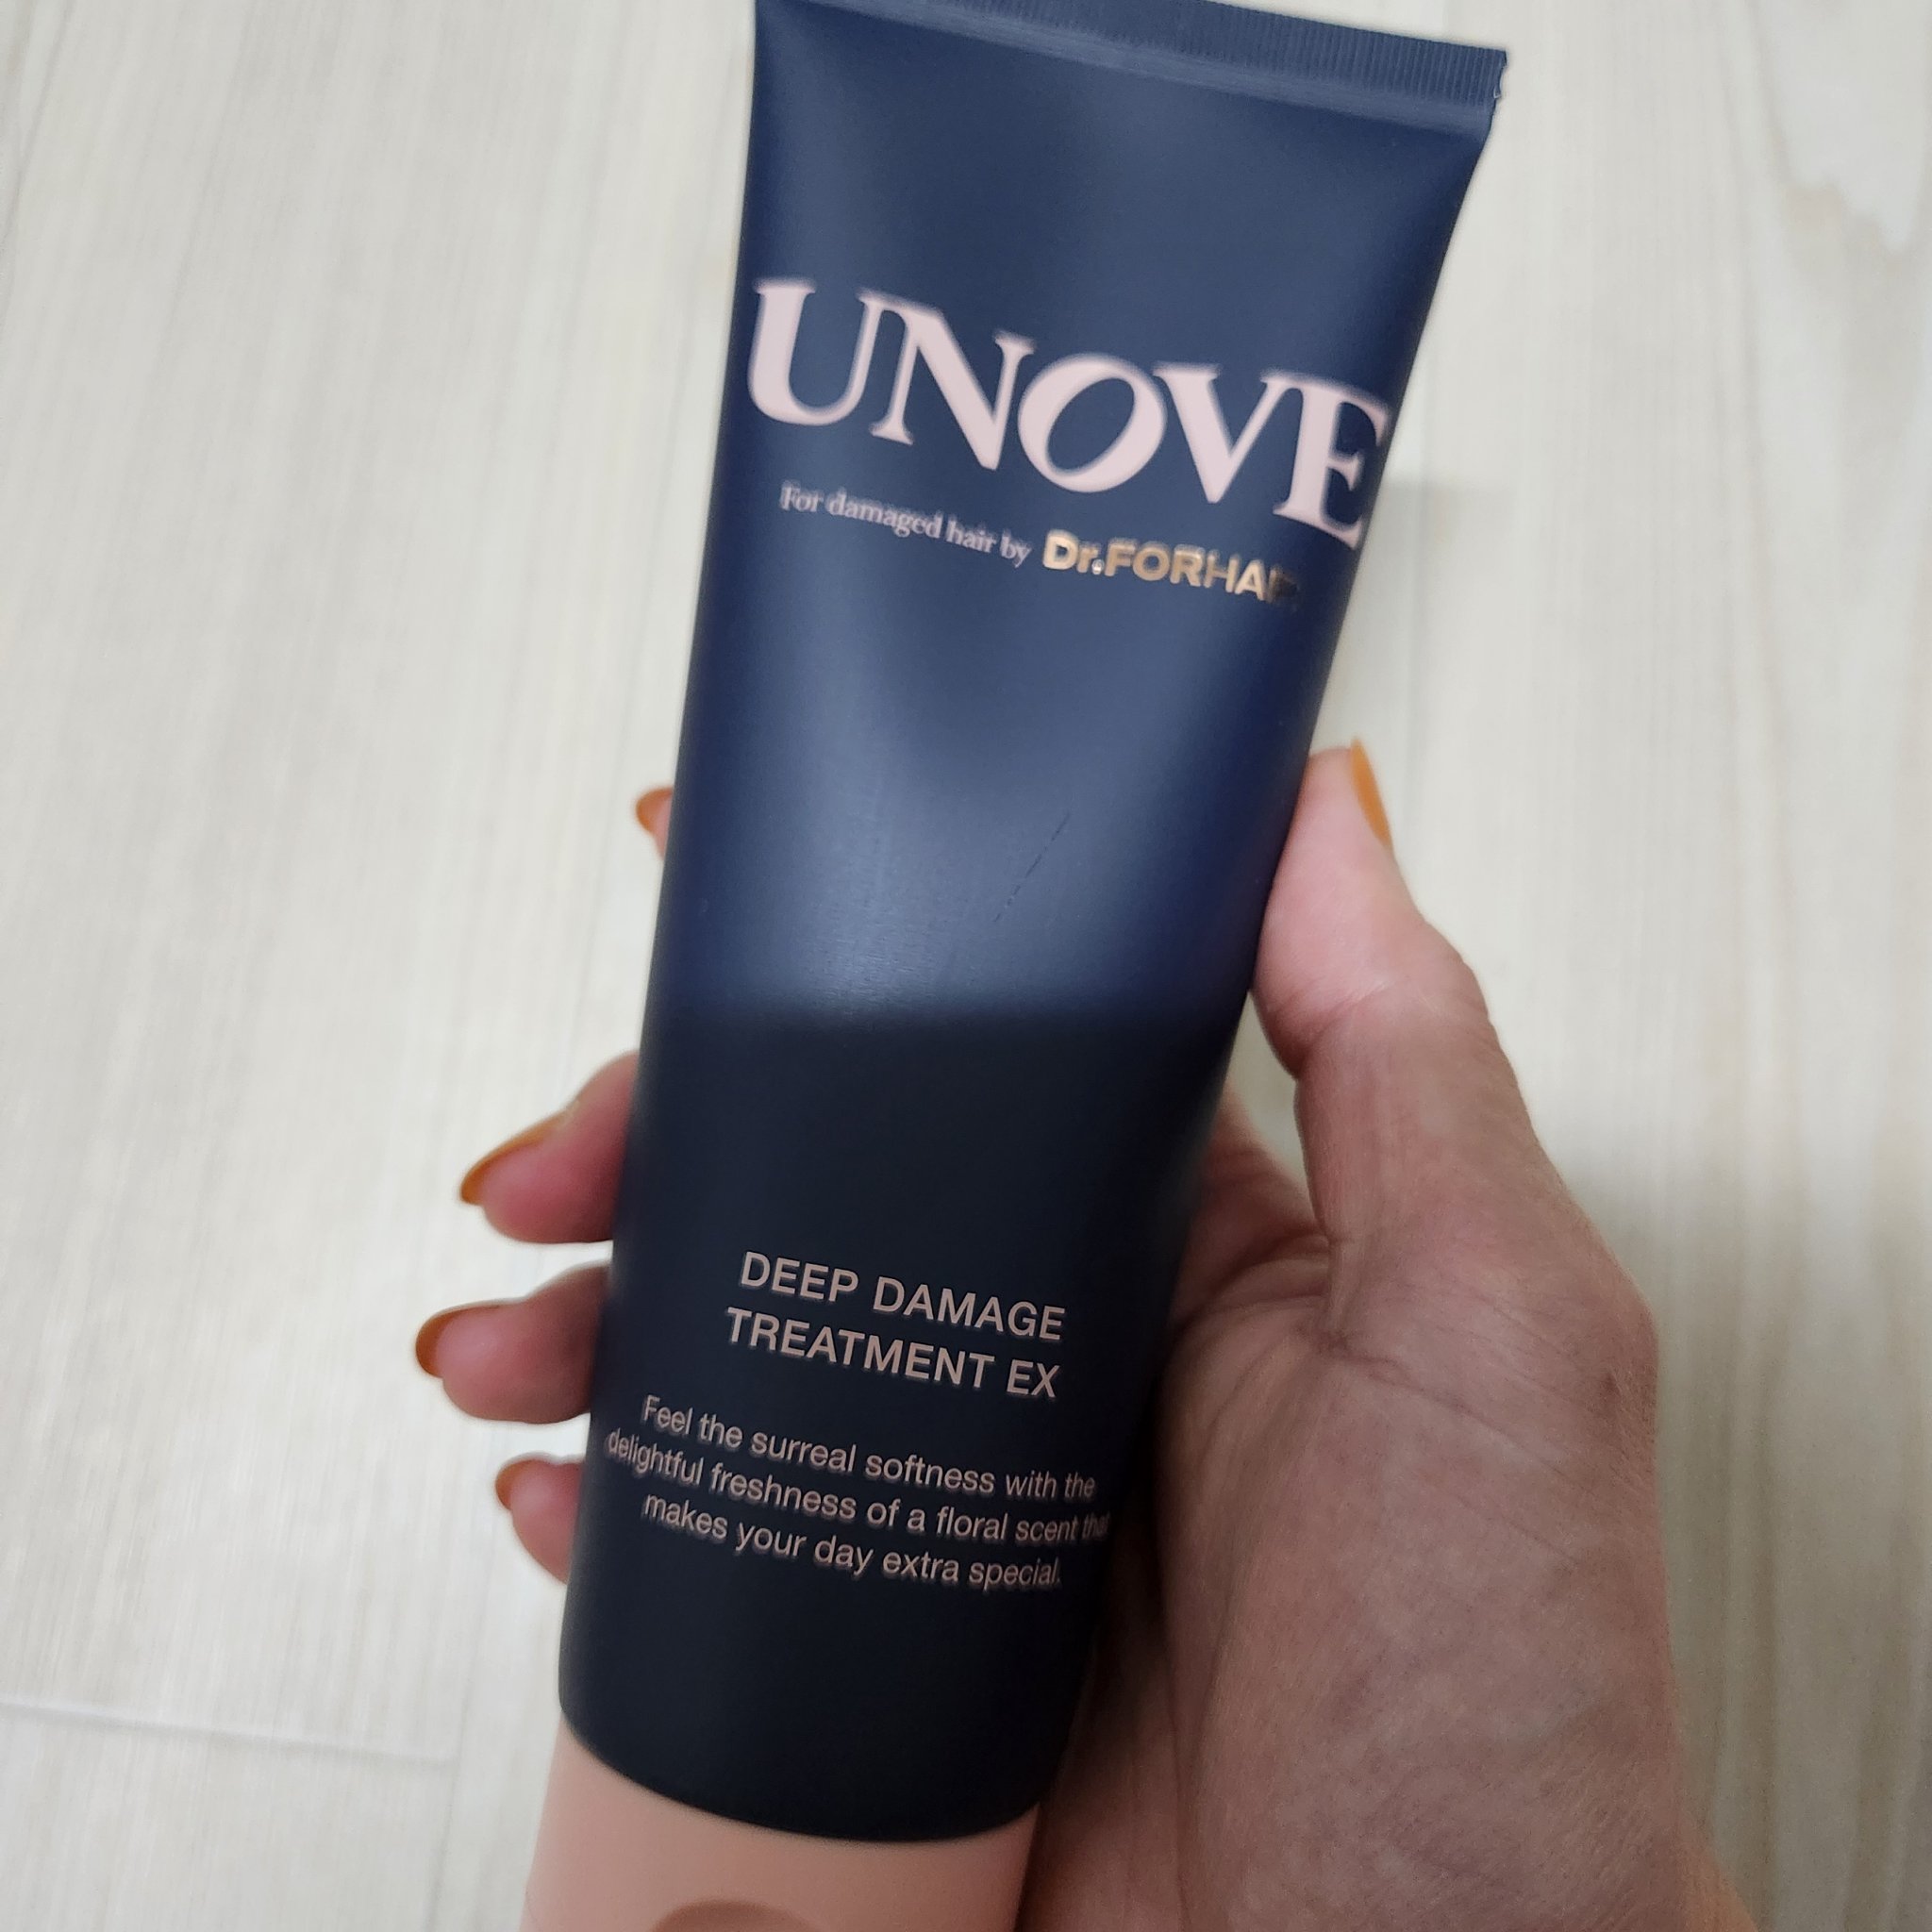 UNOVE
For damaged hair by Dr.FORHAIR
DEEP DAMAGE
TREATMENT EX
Feel the surreal softness with the
delightful freshness of a floral scent that
makes your day extra special.